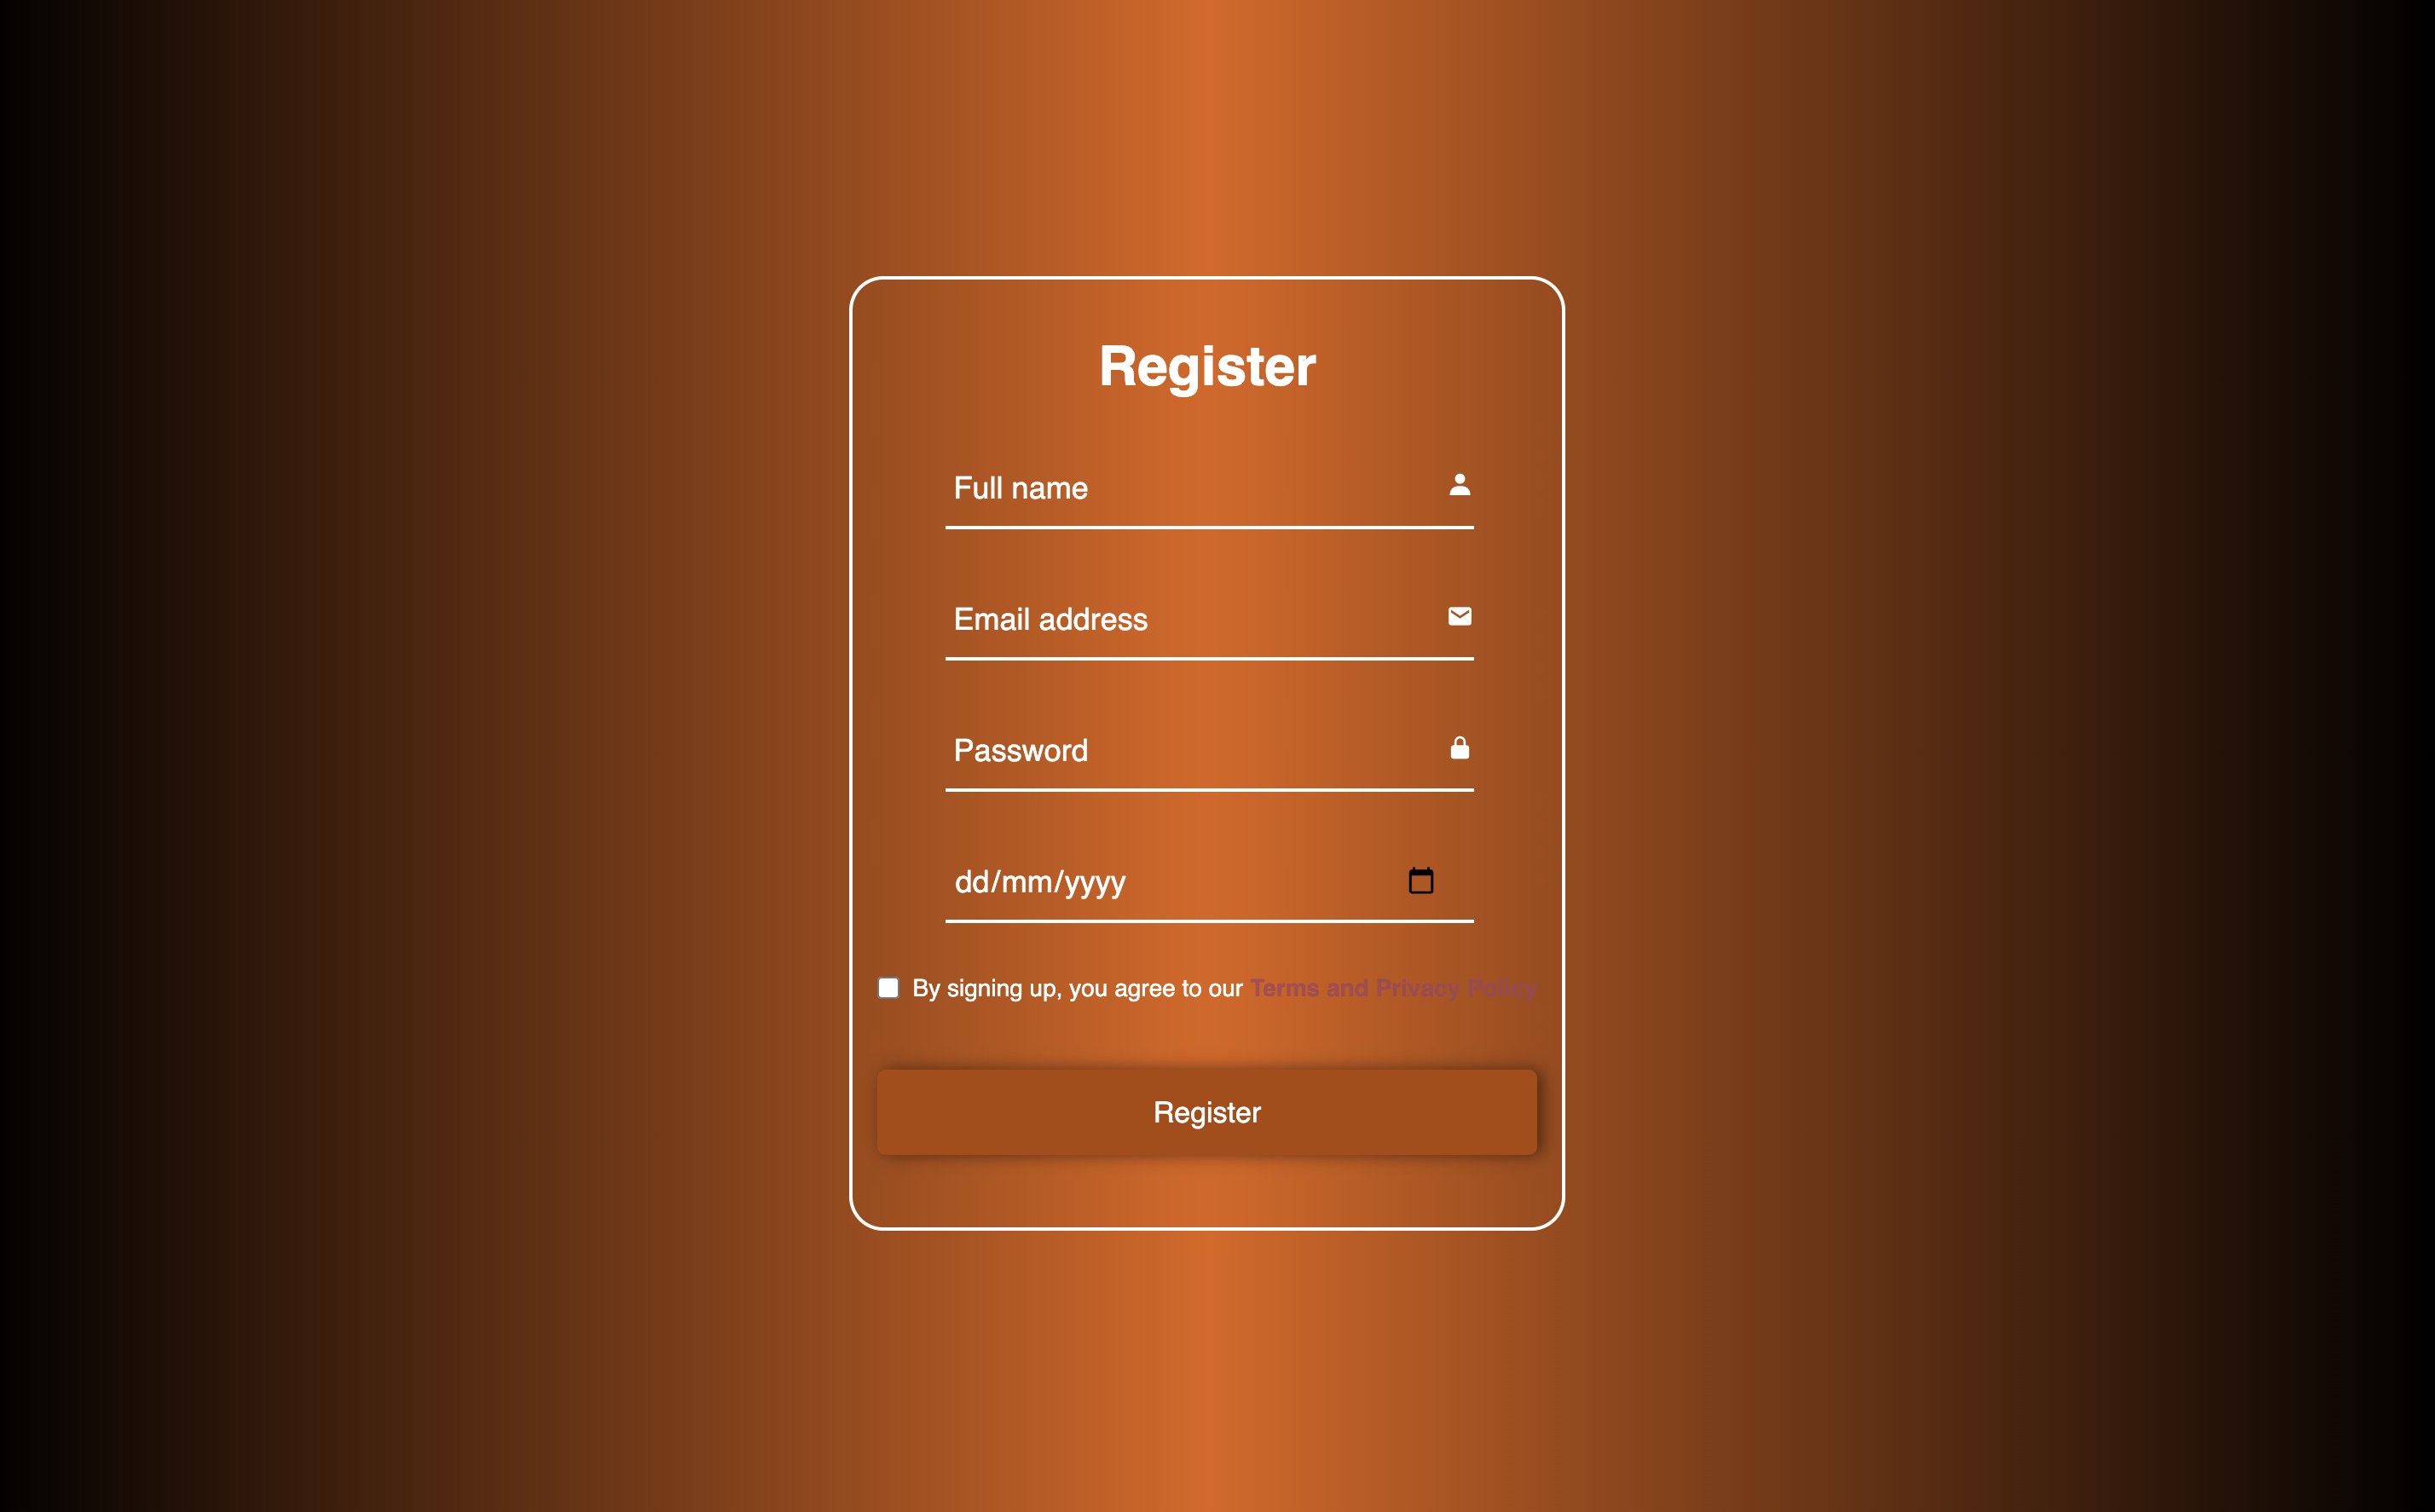 Register
Full name
Email address
Password
dd/mm/yyyy
By signing up, you agree to our Terms and Privacy Policy
Register